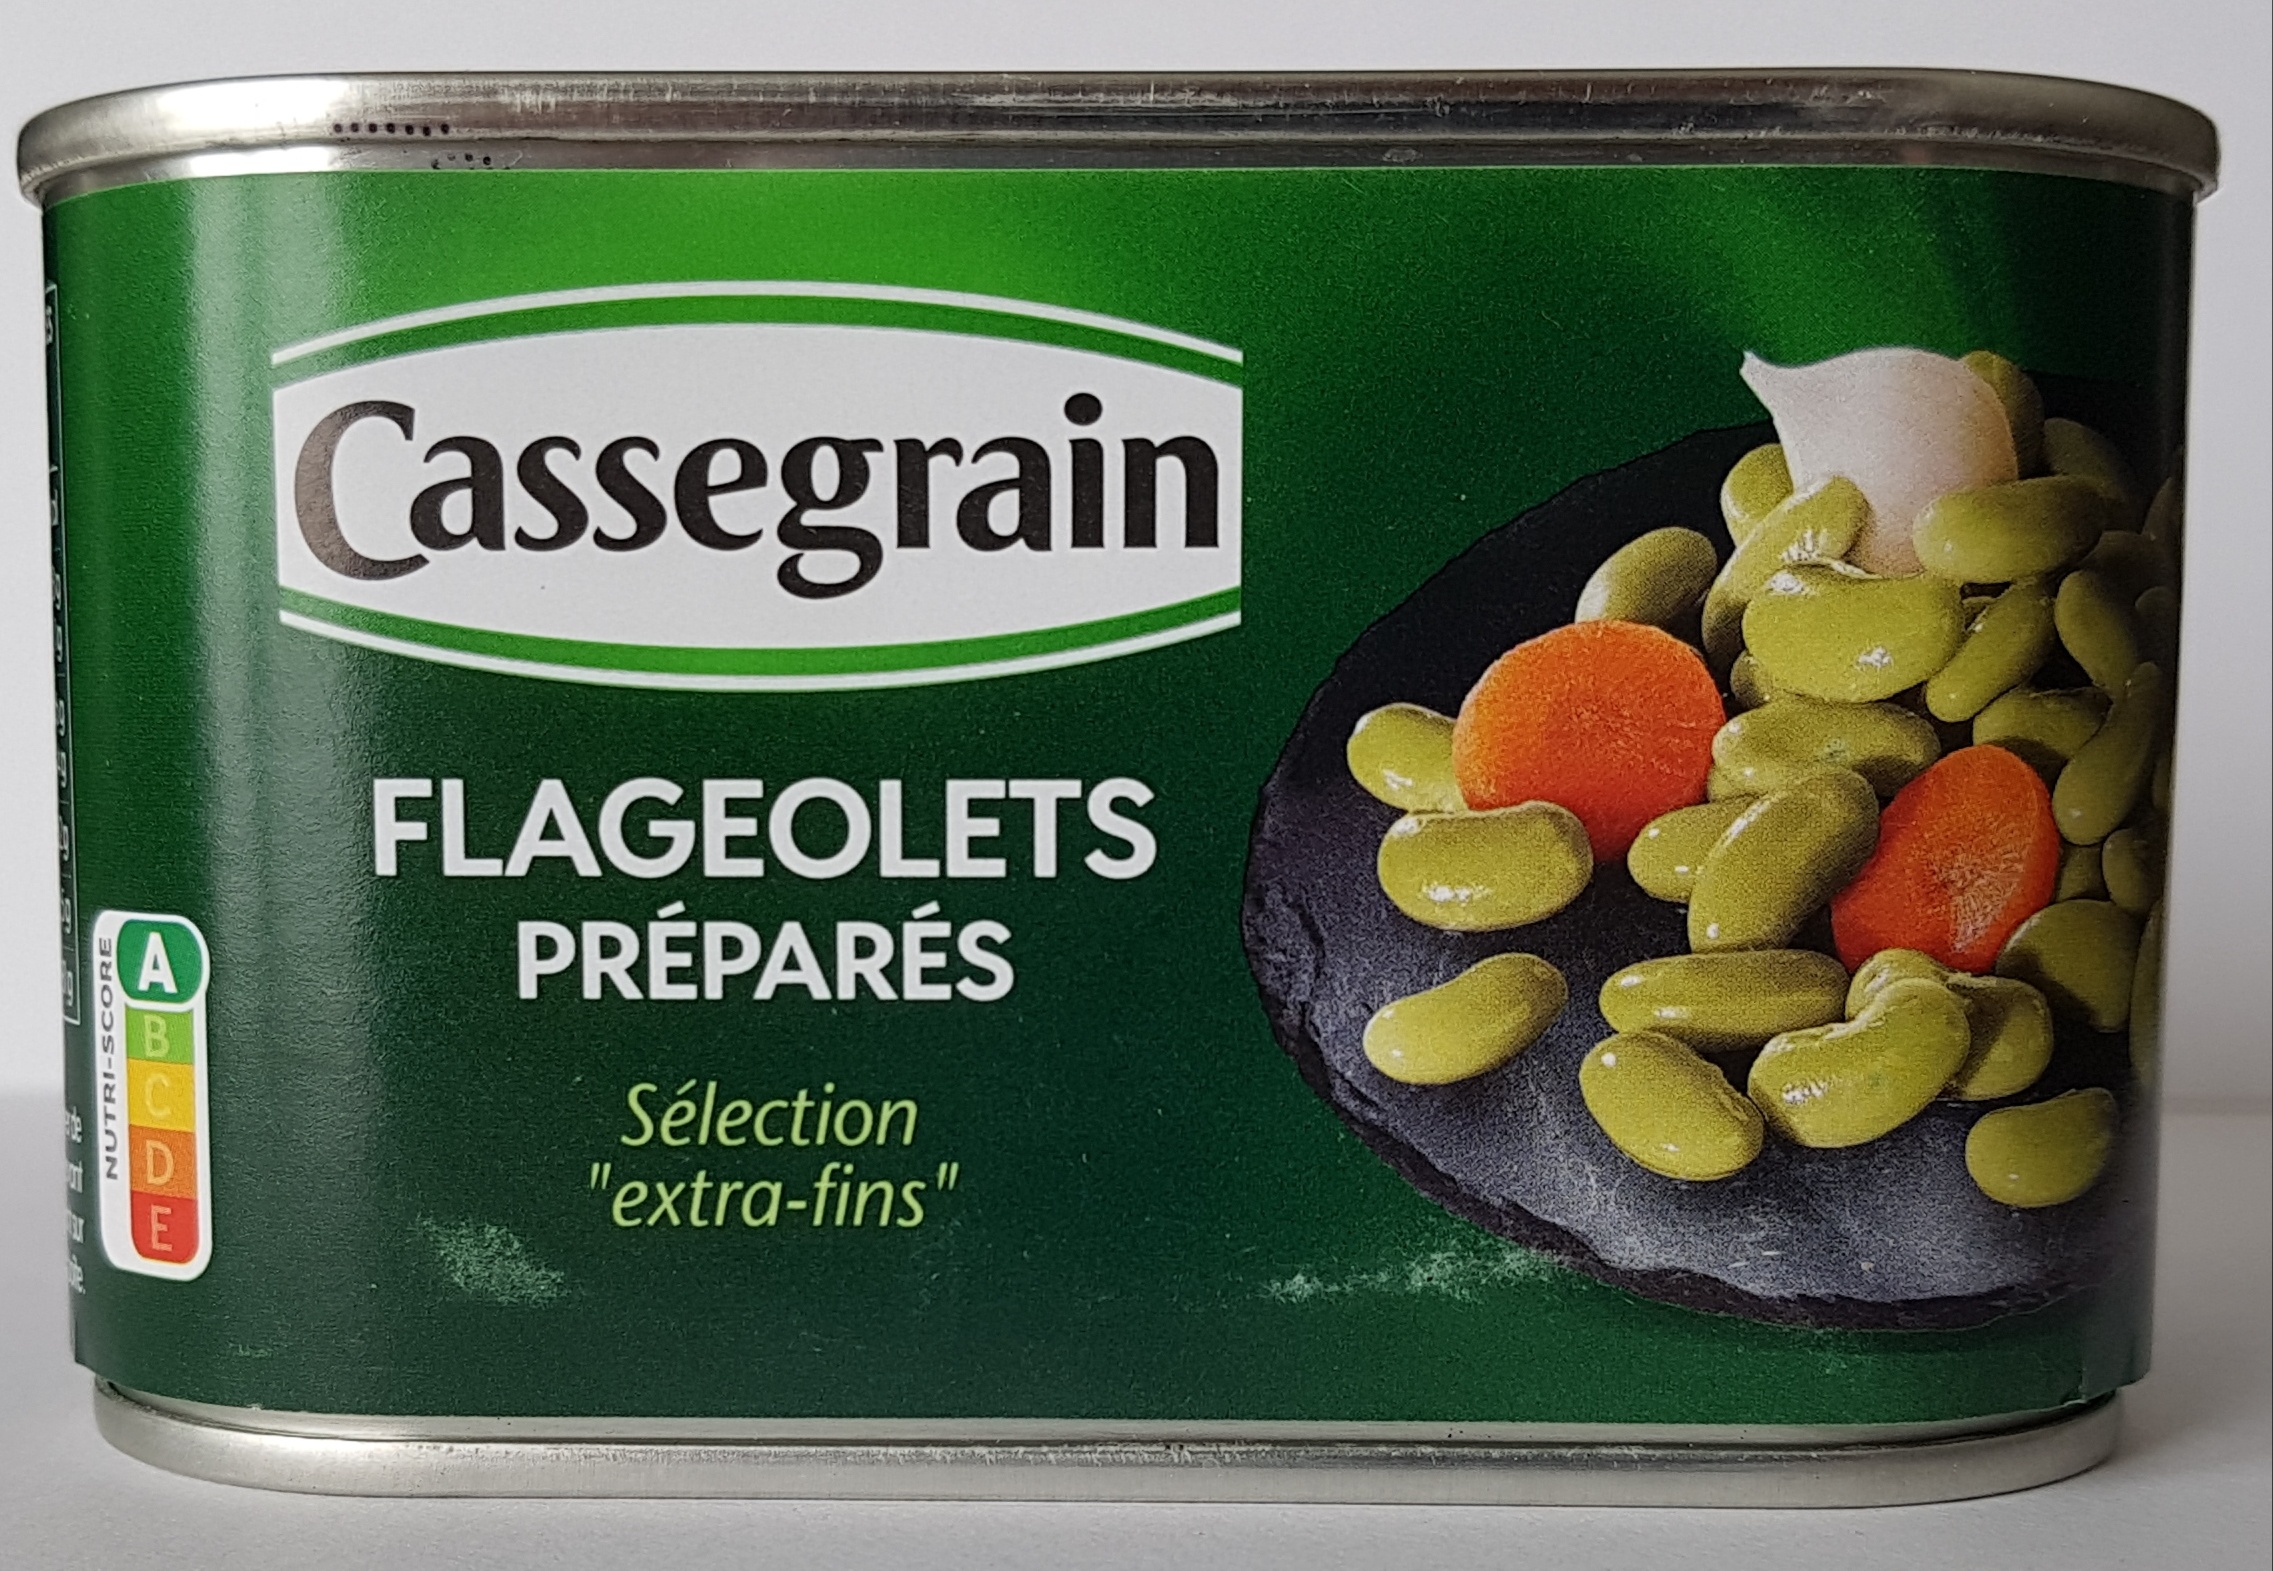 Cassegrain
FLAGEOLETS
PRÉPARÉS
Sélection
"extra-fins"
NUTRI-SCORE
A
B
C
D
E